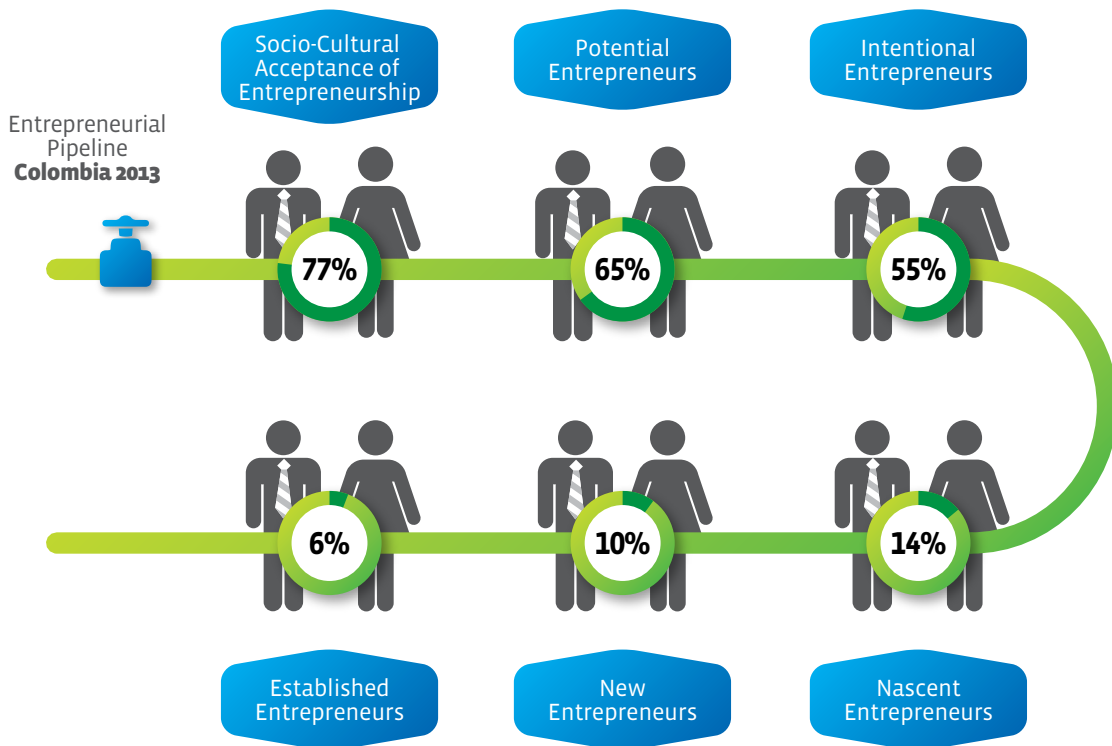 Socio-Cultural
Acceptance of
Entrepreneurship
Potential
Entrepreneurs
Intentional
Entrepreneurs
Entrepreneurial
Pipeline
Colombia 2013
77%
65%
55%
6%
10%
14%
Established
Entrepreneurs
New
Entrepreneurs
Nascent
Entrepreneurs